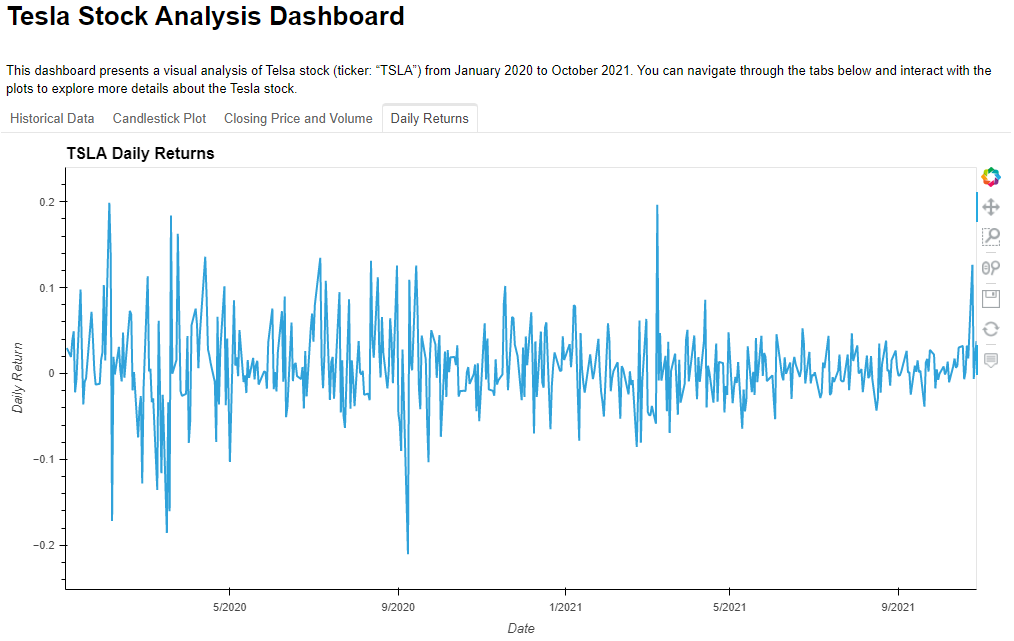 Tesla Stock Analysis Dashboard
This dashboard presents a visual analysis of Telsa stock (ticker: “TSLA”) from January 2020 to October 2021. You can navigate through the tabs below and interact with the
plots to explore more details about the Tesla stock.
Historical Data Candlestick Plot Closing Price and Volume Daily Returns
TSLA Daily Returns
0.2
0.1
0
−0.1
−0.2
Daily Return
5/2020 9/2020 1/2021 5/2021 9/2021
Date